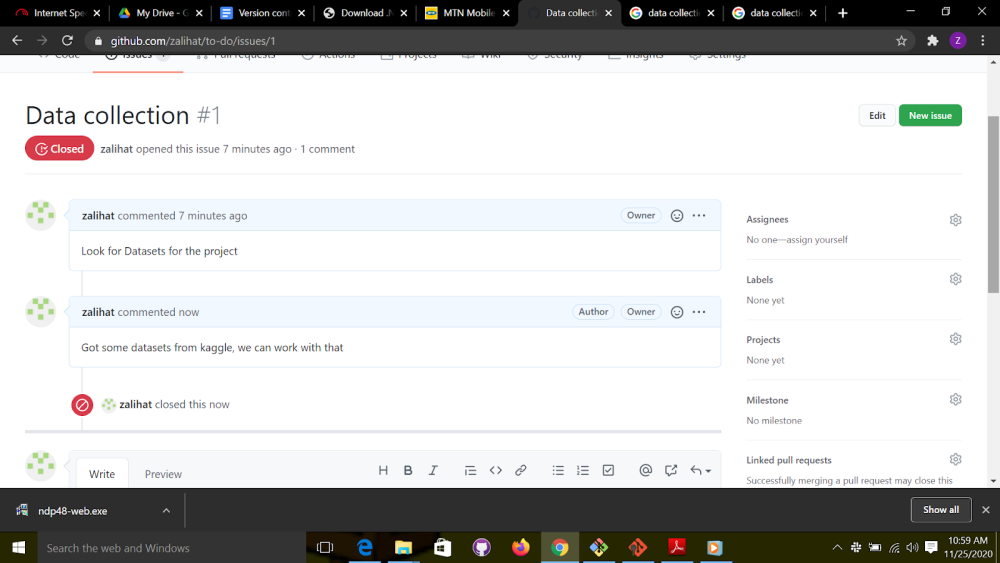 Internet Spe
My Drive - G
Version cont
Download .N
MTN Mobile
Data collecti
data collecti
data collecti
github.com/zalihat/to-do/issues/1
Z
Code
Issues
Pull requests
Actions
Projects
Wiki
Security
Insights
Settings
Data collection #1
Edit
New issue
Closed
zalihat opened this issue 7 minutes ago · 1 comment
zalihat commented 7 minutes ago
Owner
Look for Datasets for the project
zalihat commented now
Author
Owner
Got some datasets from kaggle, we can work with that
zalihat closed this now
Assignees
No one—assign yourself
Labels
None yet
Projects
None yet
Milestone
No milestone
Linked pull requests
Successfully merging a pull request may close this
Write
Preview
H B I
ndp48-web.exe
Show all
Search the web and Windows
10:59 AM
11/25/2020